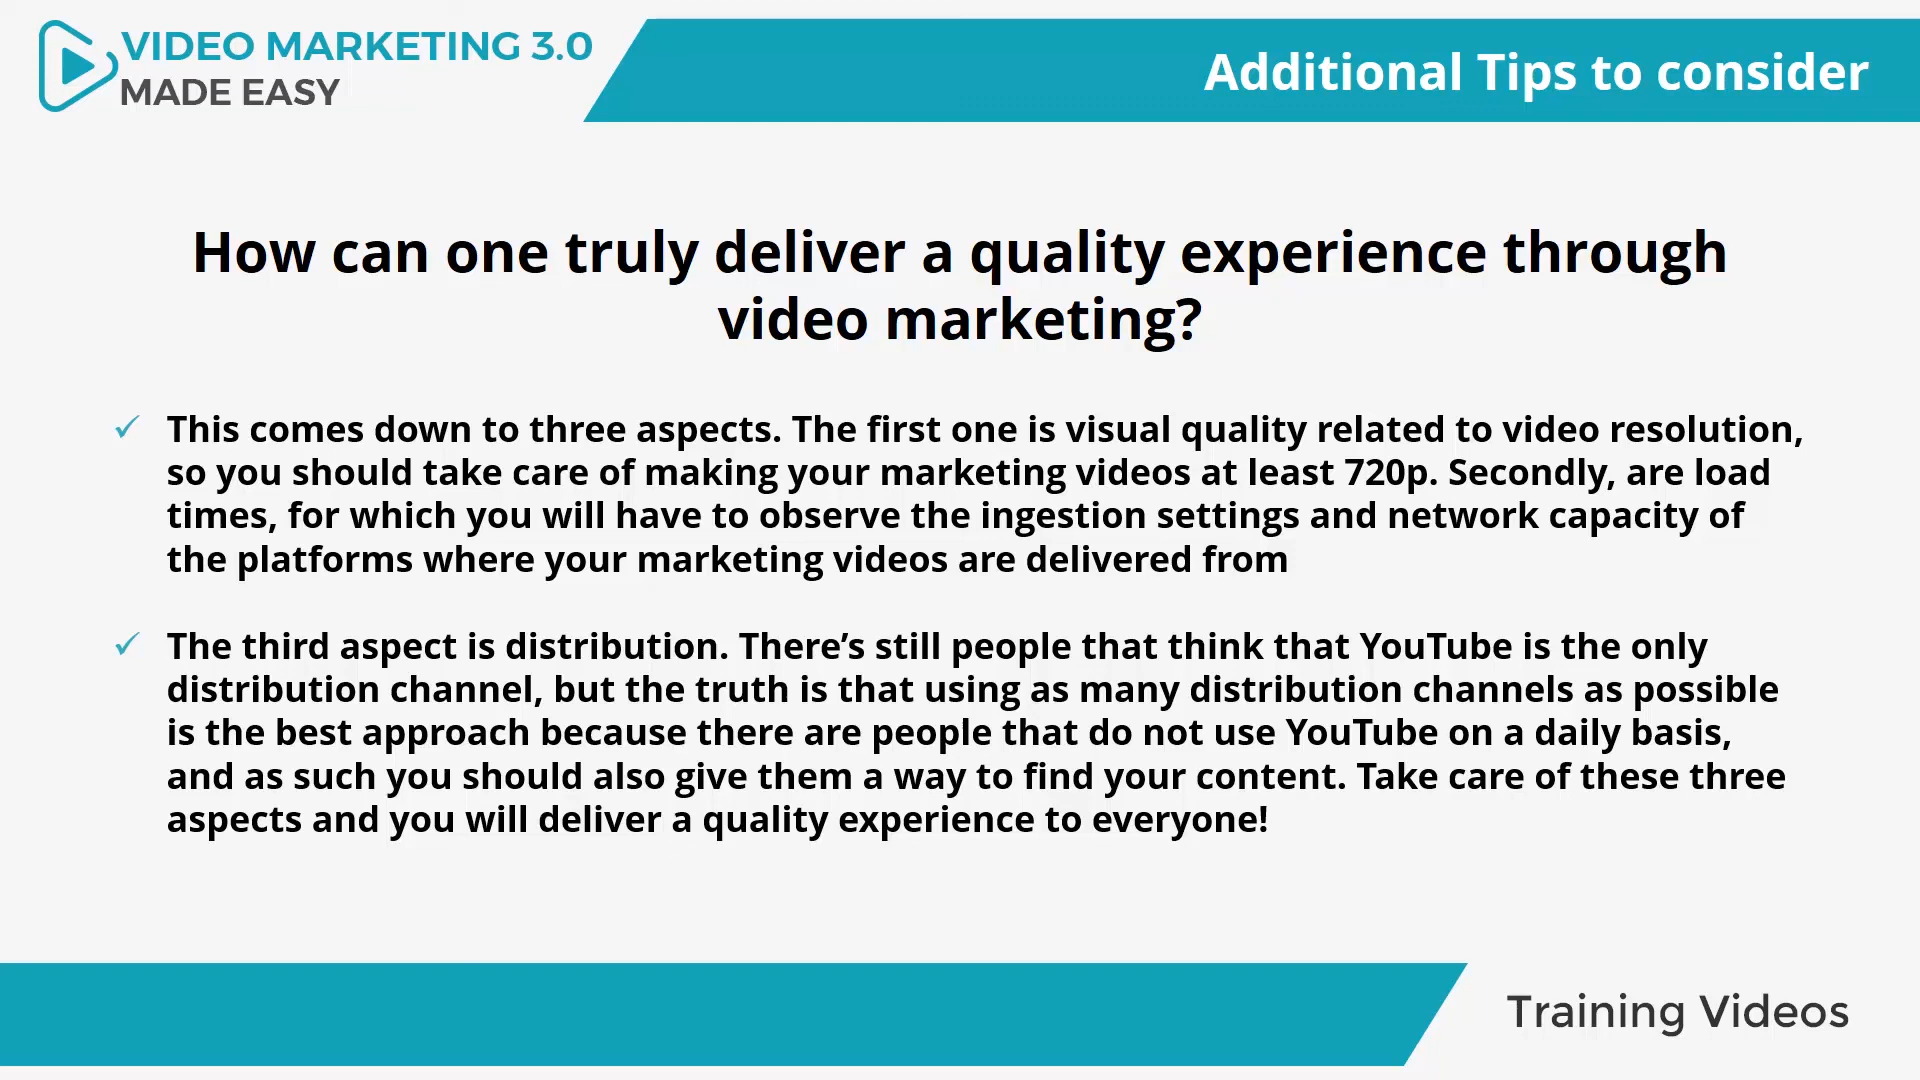 VIDEO MARKETING 3.0
MADE EASY
Additional Tips to consider
How can one truly deliver a quality experience through
video marketing?
✓ This comes down to three aspects. The first one is visual quality related to video resolution,
so you should take care of making your marketing videos at least 720p. Secondly, are load
times, for which you will have to observe the ingestion settings and network capacity of
the platforms where your marketing videos are delivered from
✓ The third aspect is distribution. There’s still people that think that YouTube is the only
distribution channel, but the truth is that using as many distribution channels as possible
is the best approach because there are people that do not use YouTube on a daily basis,
and as such you should also give them a way to find your content. Take care of these three
aspects and you will deliver a quality experience to everyone!
Training Videos